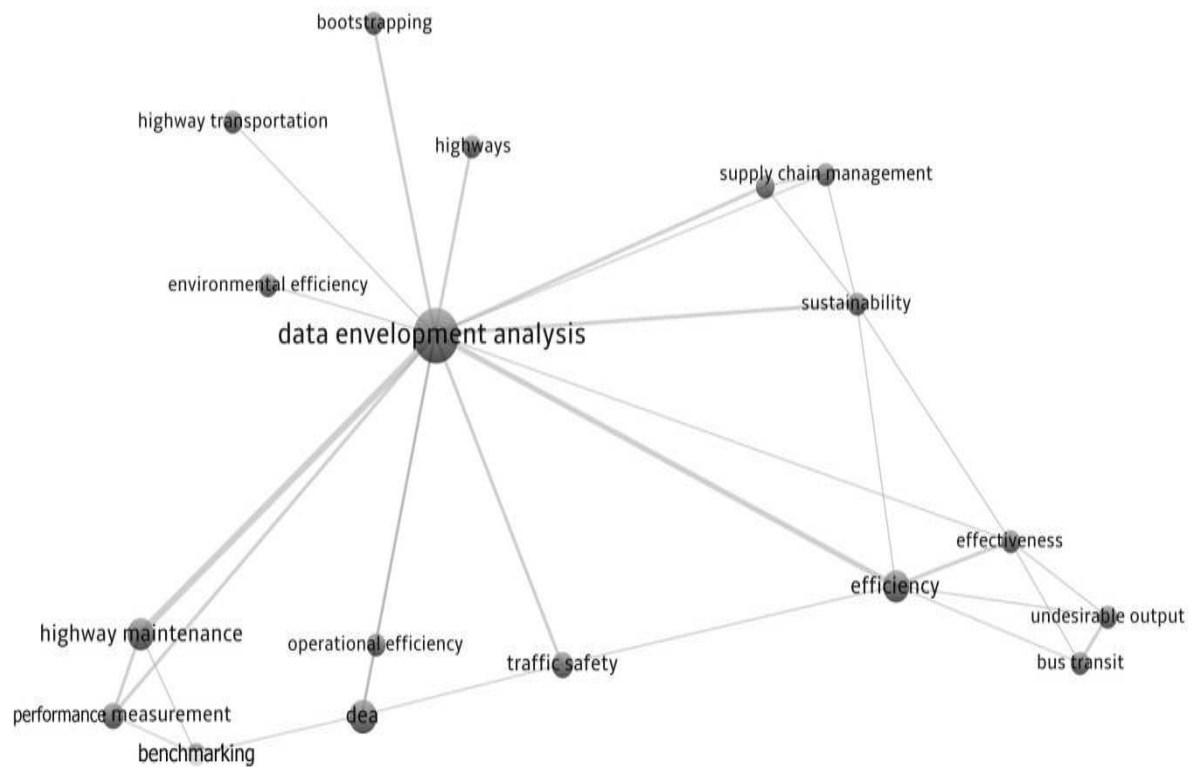 bootstrapping
highway transportation
highways
supply chain management
environmental efficiency
sustainability
data envelopment analysis
effectiveness
efficiency
undesirable output
highway maintenance
operational efficiency
traffic safety
bus transit
performance measurement
dea
benchmarking